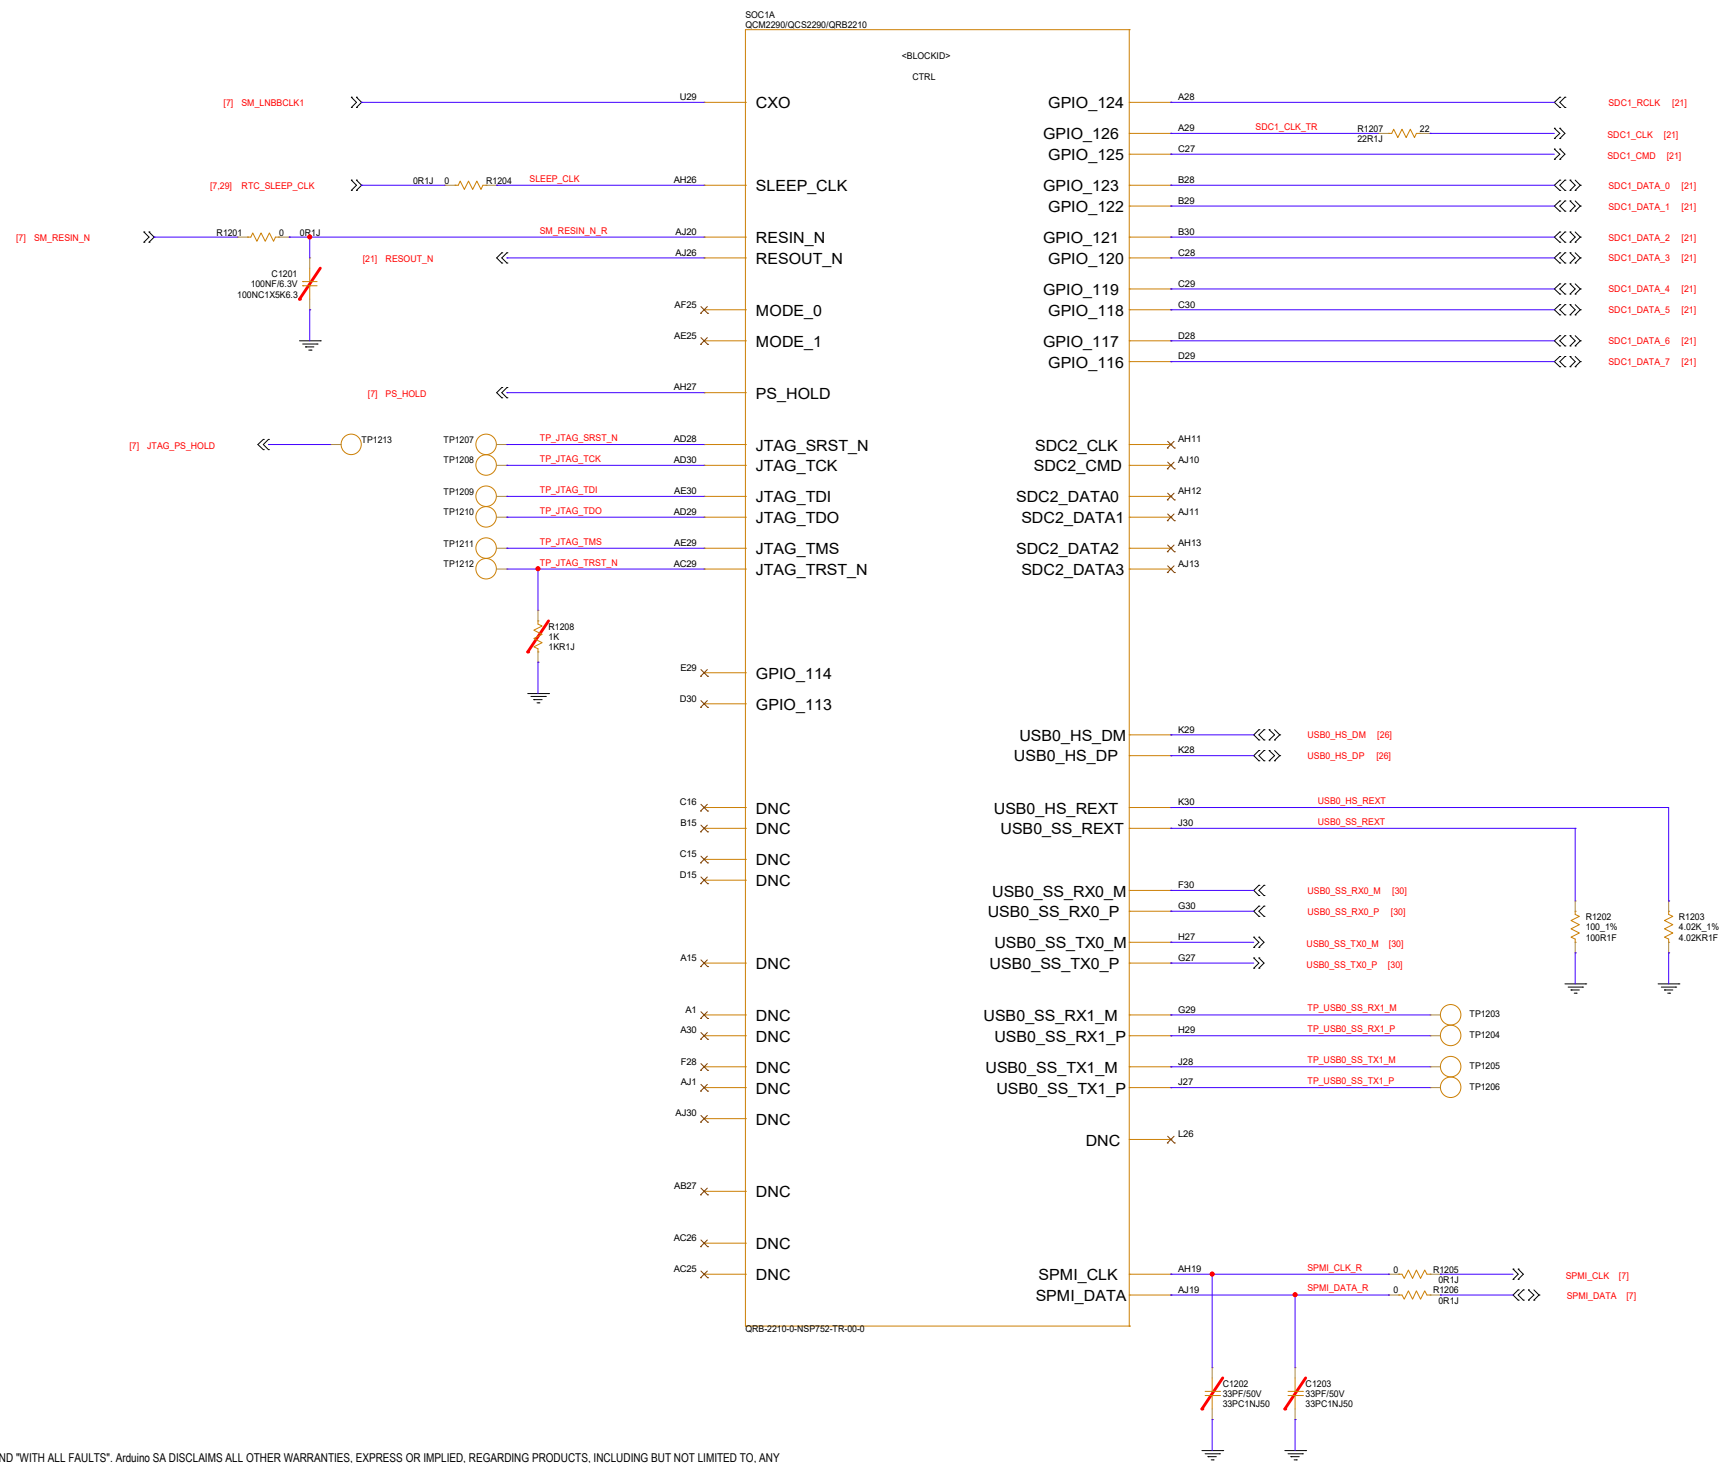 SOC1A
QCM2290/QCS2290/QRB2210
<BLOCKID>
CTRL
[7] SM_LNBBCLK1
U29
CXO
GPIO_124
A28
SDC1_RCLK [21]
GPIO_126
A29
SDC1_CLK_TR
R1207
22
22R1J
SDC1_CLK [21]
GPIO_125
C27
SDC1_CMD [21]
[7,29] RTC_SLEEP_CLK
0R1J
0
R1204
SLEEP_CLK
AH26
SLEEP_CLK
GPIO_123
B28
SDC1_DATA_0 [21]
GPIO_122
B29
SDC1_DATA_1 [21]
[7] SM_RESIN_N
R1201
0
0R1J
SM_RESIN_N_R
AJ20
RESIN_N
GPIO_121
B30
SDC1_DATA_2 [21]
[21] RESOUT_N
AJ26
RESOUT_N
GPIO_120
C28
SDC1_DATA_3 [21]
C1201
100NF/6.3V
100NC1X5K6.3
GPIO_119
C29
SDC1_DATA_4 [21]
AF25
MODE_0
GPIO_118
C30
SDC1_DATA_5 [21]
AE25
MODE_1
GPIO_117
D28
SDC1_DATA_6 [21]
GPIO_116
D29
SDC1_DATA_7 [21]
[7] PS_HOLD
AH27
PS_HOLD
[7] JTAG_PS_HOLD
TP1213
TP1207
TP_JTAG_SRST_N
AD28
JTAG_SRST_N
SDC2_CLK
AH11
TP1208
TP_JTAG_TCK
AD30
JTAG_TCK
SDC2_CMD
AJ10
TP1209
TP_JTAG_TDI
AE30
JTAG_TDI
SDC2_DATA0
AH12
TP1210
TP_JTAG_TDO
AD29
JTAG_TDO
SDC2_DATA1
AJ11
TP1211
TP_JTAG_TMS
AE29
JTAG_TMS
SDC2_DATA2
AH13
TP1212
TP_JTAG_TRST_N
AC29
JTAG_TRST_N
SDC2_DATA3
AJ13
R1208
1K
1KR1J
E29
GPIO_114
D30
GPIO_113
USB0_HS_DM
K29
USB0_HS_DM [26]
USB0_HS_DP
K28
USB0_HS_DP [26]
C16
DNC
USB0_HS_REXT
K30
USB0_HS_REXT
B15
DNC
USB0_SS_REXT
J30
USB0_SS_REXT
C15
DNC
D15
DNC
USB0_SS_RX0_M
F30
USB0_SS_RX0_M [30]
USB0_SS_RX0_P
G30
USB0_SS_RX0_P [30]
R1202
100_1%
100R1F
R1203
4.02K_1%
4.02KR1F
USB0_SS_TX0_M
H27
USB0_SS_TX0_M [30]
A15
DNC
USB0_SS_TX0_P
G27
USB0_SS_TX0_P [30]
A1
DNC
USB0_SS_RX1_M
G29
TP_USB0_SS_RX1_M
TP1203
A30
DNC
USB0_SS_RX1_P
H29
TP_USB0_SS_RX1_P
TP1204
F28
DNC
USB0_SS_TX1_M
J28
TP_USB0_SS_TX1_M
TP1205
AJ1
DNC
USB0_SS_TX1_P
J27
TP_USB0_SS_TX1_P
TP1206
AJ30
DNC
DNC
L26
AB27
DNC
AC26
DNC
AC25
DNC
SPMI_CLK
AH19
SPMI_CLK_R
0
R1205
0R1J
SPMI_CLK [7]
SPMI_DATA
AJ19
SPMI_DATA_R
0
R1206
0R1J
SPMI_DATA [7]
QRB-2210-0-NSP752-TR-00-0
C1202
33PF/50V
33PC1NJ50
C1203
33PF/50V
33PC1NJ50
ND "WITH ALL FAULTS". Arduino SA DISCLAIMS ALL OTHER WARRANTIES, EXPRESS OR IMPLIED, REGARDING PRODUCTS, INCLUDING BUT NOT LIMITED TO, ANY